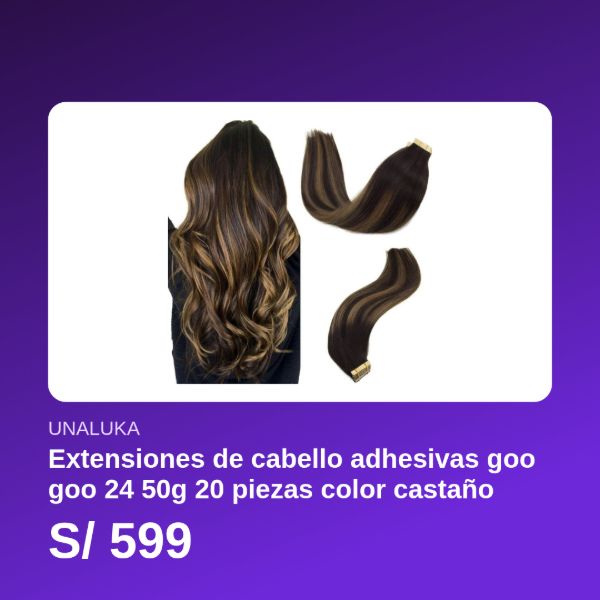 UNALUKA
Extensiones de cabello adhesivas goo
goo 24 50g 20 piezas color castaño
S/ 599